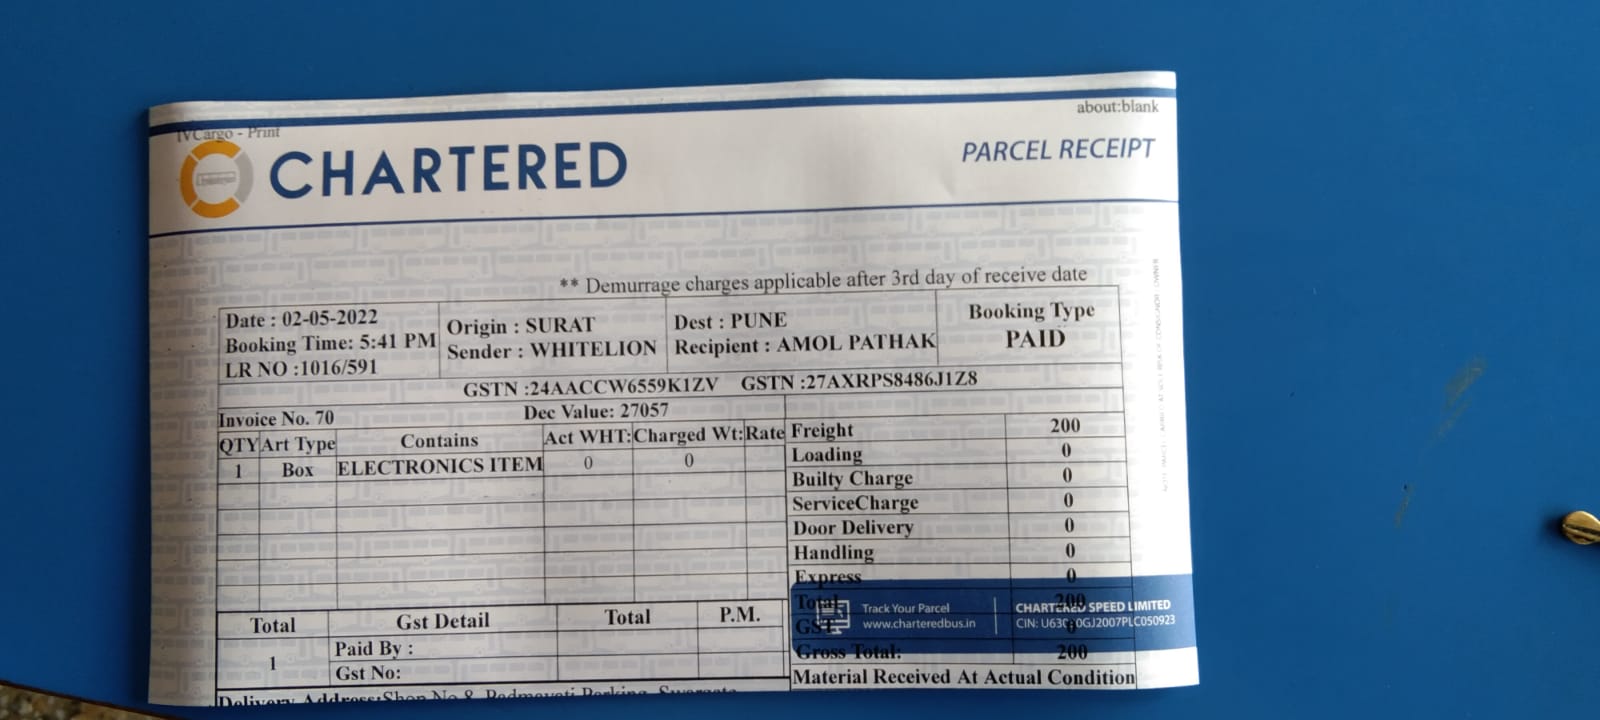 about:blank
IVCargo - Print
CHARTERED
PARCEL RECEIPT
** Demurrage charges applicable after 3rd day of receive date
Date : 02-05-2022
Booking Time: 5:41 PM
LR NO :1016/591
Origin : SURAT
Sender : WHITELION
Dest : PUNE
Recipient : AMOL PATHAK
Booking Type
PAID
GSTN :24AACCW6559K1ZV GSTN :27AXRPS8486J1Z8
Invoice No. 70 Dec Value: 27057
QTY Art Type Contains Act WHT: Charged Wt: Rate
1 Box ELECTRONICS ITEM 0 0
Freight 200
Loading 0
Builty Charge 0
ServiceCharge 0
Door Delivery 0
Handling 0
Express 0
Total 200
GST 0
Gross Total: 200
Track Your Parcel
www.charteredbus.in
CHARTERED SPEED LIMITED
CIN: U63090GJ2007PLC050923
Material Received At Actual Condition
Total Gst Detail Total P.M.
1 Paid By :
Gst No:
Delivery Address: Shop No 8, Padmavati Parking, Swargate